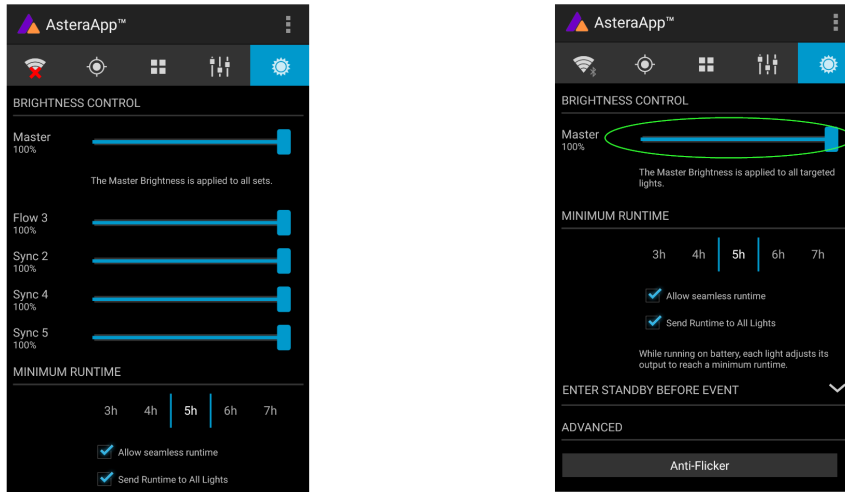 AsteraApp™
BRIGHTNESS CONTROL
Master
100%
The Master Brightness is applied to all sets.
Flow 3
100%
Sync 2
100%
Sync 4
100%
Sync 5
100%
MINIMUM RUNTIME
3h 4h 5h 6h 7h
Allow seamless runtime
Send Runtime to All Lights
AsteraApp™
BRIGHTNESS CONTROL
Master
100%
The Master Brightness is applied to all targeted
lights.
MINIMUM RUNTIME
3h 4h 5h 6h 7h
Allow seamless runtime
Send Runtime to All Lights
While running on battery, each light adjusts its
output to reach a minimum runtime.
ENTER STANDBY BEFORE EVENT
ADVANCED
Anti-Flicker